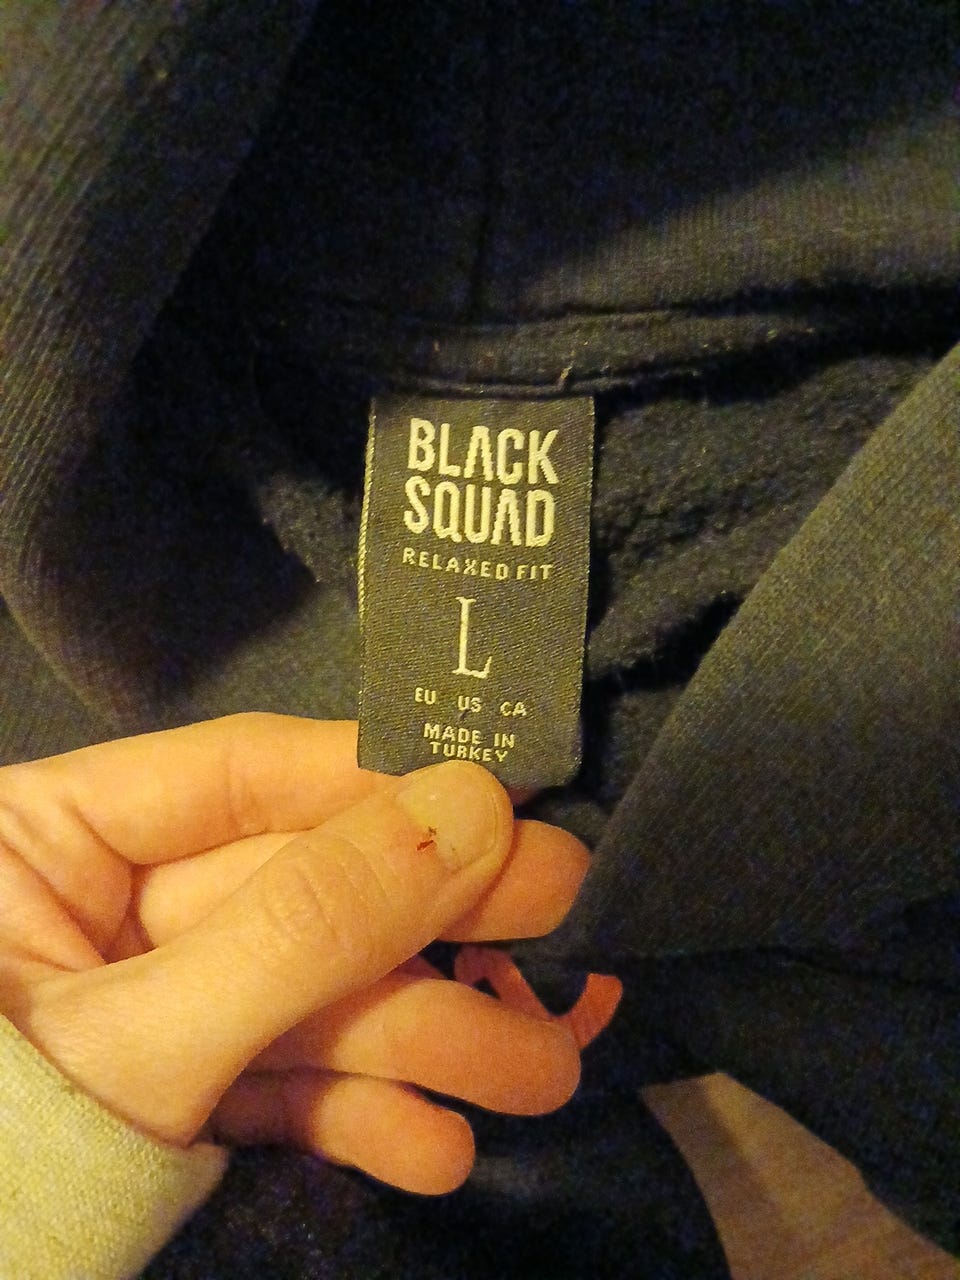 BLACK
SQUAD
RELAXED FIT
L
EU US CA
MADE IN
TURKEY